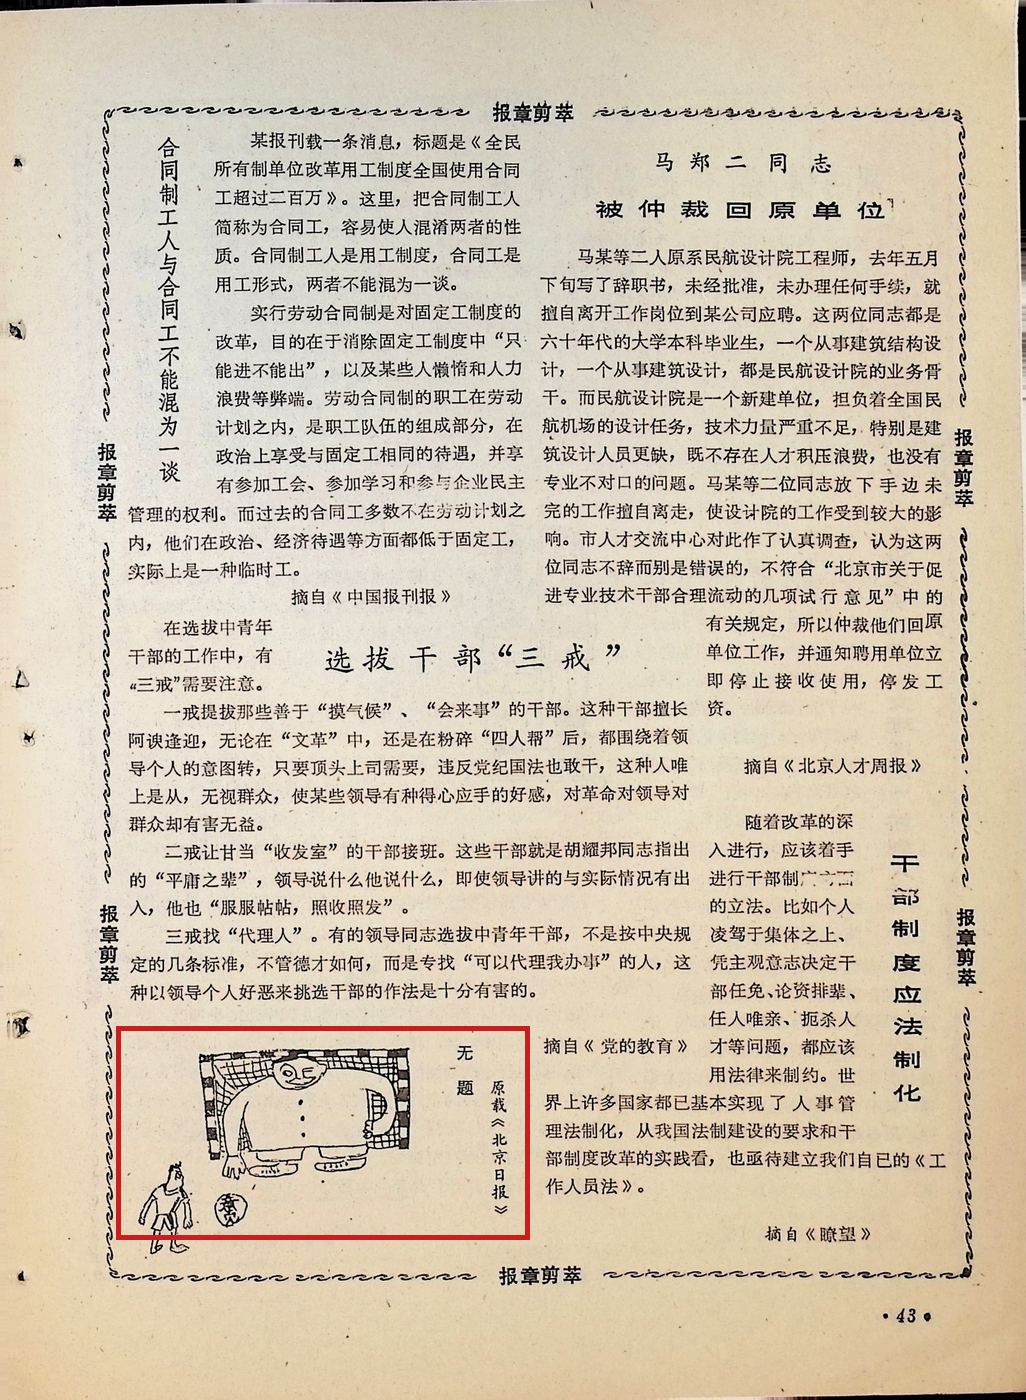 报章剪萃
合同制工人与合同工不能混为一谈
某报刊载一条消息，标题是《全民
所有制单位改革用工制度全国使用合同
工超过二百万》。这里，把合同制工人
简称为合同工，容易使人混淆两者的性
质。合同制工人是用工制度，合同工是
用工形式，两者不能混为一谈。
实行劳动合同制是对固定工制度的
改革，目的在于消除固定工制度中“只
能进不能出”，以及某些人懒惰和人力
浪费等弊端。劳动合同制的职工在劳动
计划之内，是职工队伍的组成部分，在
政治上享受与固定工相同的待遇，并享
有参加工会、参加学习和参与企业民主
管理的权利。而过去的合同工多数不在劳动计划之
内，他们在政治、经济待遇等方面都低于固定工，
实际上是一种临时工。
摘自《中国报刊报》
马郑二同志
被仲裁回原单位
马某等二人原系民航设计院工程师，去年五月
下旬写了辞职书，未经批准，未办理任何手续，就
擅自离开工作岗位到某公司应聘。这两位同志都是
六十年代的大学本科毕业生，一个从事建筑结构设
计，一个从事建筑设计，都是民航设计院的业务骨
干。而民航设计院是一个新建单位，担负着全国民
航机场的设计任务，技术力量严重不足，特别是建
筑设计人员更缺，既不存在人才积压浪费，也没有
专业不对口的问题。马某等二位同志放下手边未
完的工作擅自离走，使设计院的工作受到较大的影
响。市人才交流中心对此作了认真调查，认为这两
位同志不辞而别是错误的，不符合“北京市关于促
进专业技术干部合理流动的几项试行意见”中的
有关规定，所以仲裁他们回原
单位工作，并通知聘用单位立
即停止接收使用，停发工
资。
摘自《北京人才周报》
选拔干部“三戒”
在选拔中青年
干部的工作中，有
“三戒”需要注意。
一戒提拔那些善于“摸气候”、“会来事”的干部。这种干部擅长
阿谀逢迎，无论在“文革”中，还是在粉碎“四人帮”后，都围绕着领
导个人的意图转，只要顶头上司需要，违反党纪国法也敢干，这种人唯
上是从，无视群众，使某些领导有种得心应手的好感，对革命对领导对
群众却有害无益。
二戒让甘当“收发室”的干部接班。这些干部就是胡耀邦同志指出
的“平庸之辈”，领导说什么他说什么，即使领导讲的与实际情况有出
入，他也“服服帖帖，照收照发”。
三戒找“代理人”。有的领导同志选拔中青年干部，不是按中央规
定的几条标准，不管德才如何，而是专找“可以代理我办事”的人，这
种以领导个人好恶来挑选干部的作法是十分有害的。
摘自《党的教育》
干部制度应法制化
随着改革的深
入进行，应该着手
进行干部制
的立法。比如个人
凌驾于集体之上、
凭主观意志决定干
部任免、论资排辈、
任人唯亲、扼杀人
才等问题，都应该
用法律来制约。世
界上许多国家都已基本实现了人事管
理法制化，从我国法制建设的要求和干
部制度改革的实践看，也亟待建立我们自已的《工
作人员法》。
摘自《瞭望》
无题
原载《北京日报》
报章剪萃
报章剪萃
报章剪萃
报章剪萃
报章剪萃
·43·